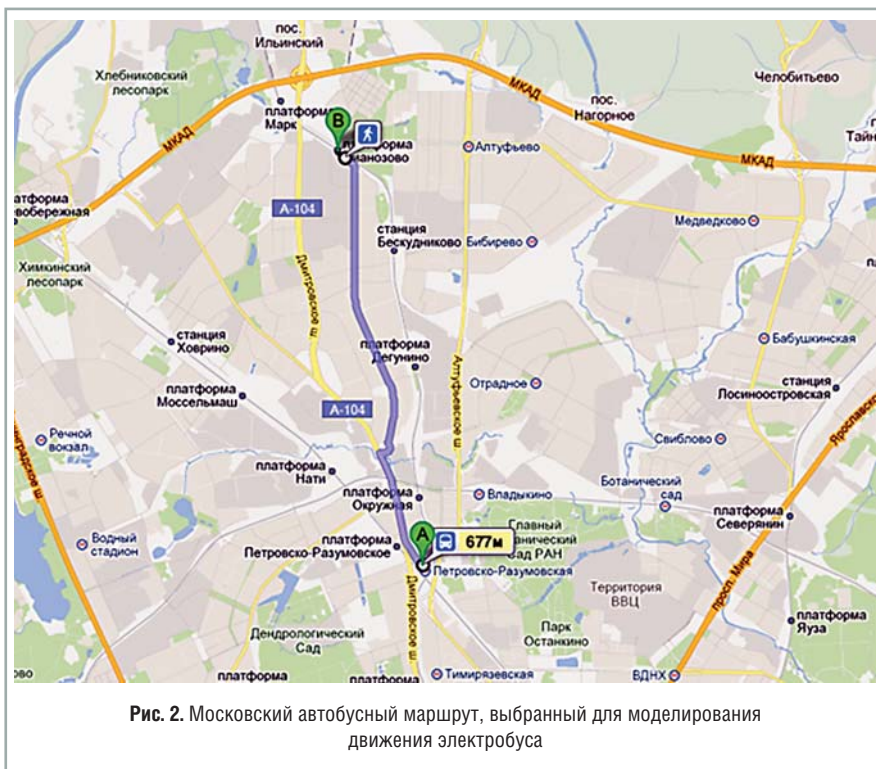 пос.
Ильинский
Хлебниковский
лесопарк
МКАД
Челобитьево
платформа
Марк
пос.
Нагорное
B
Алтуфьево
МКАД
МКАД
А-104
Медведково
станция
Бескудниково
Бибирево
Химкинский
лесопарк
Дмитровское ш.
станция
Ховрино
платформа
Дегунино
Алтуфьевское ш.
Бабушкинская
Отрадное
станция
Лосиноостровская
платформа
Моссельмаш
А-104
Речной
вокзал
Свиблово
Ярославско
платформа
Нати
Ботанический
сад
платформа
Окружная
Владыкино
платформа
Северянин
Водный
стадион
платформа
Петровско-Разумовское
A
677м
Главный
Сад РАН
Петровско-Разумовская
Территория
ВВЦ
просп. Мира
Дмитровское ш.
платформа
Яуза
Дендрологический
Сад
Парк
Останкино
платформа
платформа
Тимирязевская
ВДНХ
платформа
Рис. 2. Московский автобусный маршрут, выбранный для моделирования
движения электробуса